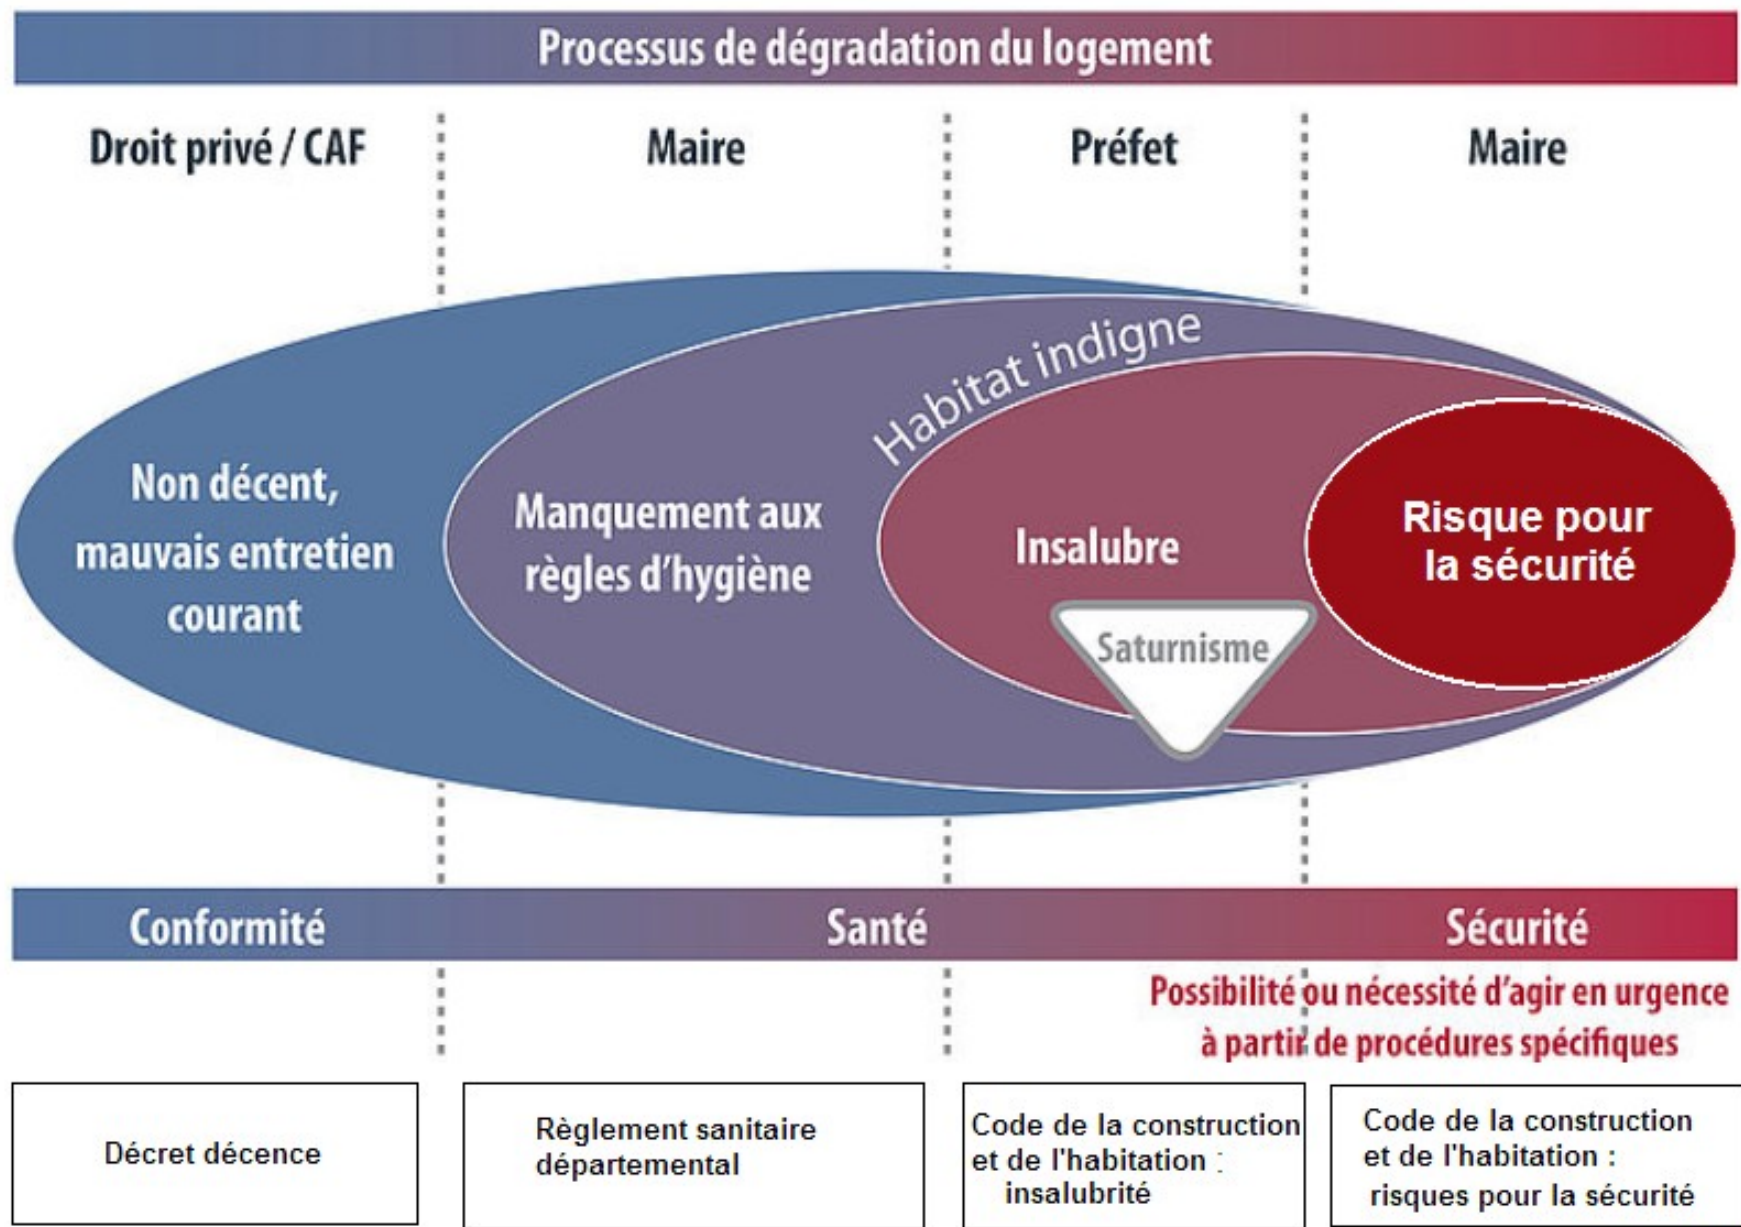 Processus de dégradation du logement
Droit privé / CAF
Maire
Préfet
Maire
Habitat indigne
Non décent,
mauvais entretien
courant
Manquement aux
règles d’hygiène
Insalubre
Saturnisme
Risque pour
la sécurité
Conformité
Santé
Sécurité
Possibilité ou nécessité d’agir en urgence
à partir de procédures spécifiques
Décret décence
Règlement sanitaire
départemental
Code de la construction
et de l'habitation :
insalubrité
Code de la construction
et de l'habitation :
risques pour la sécurité